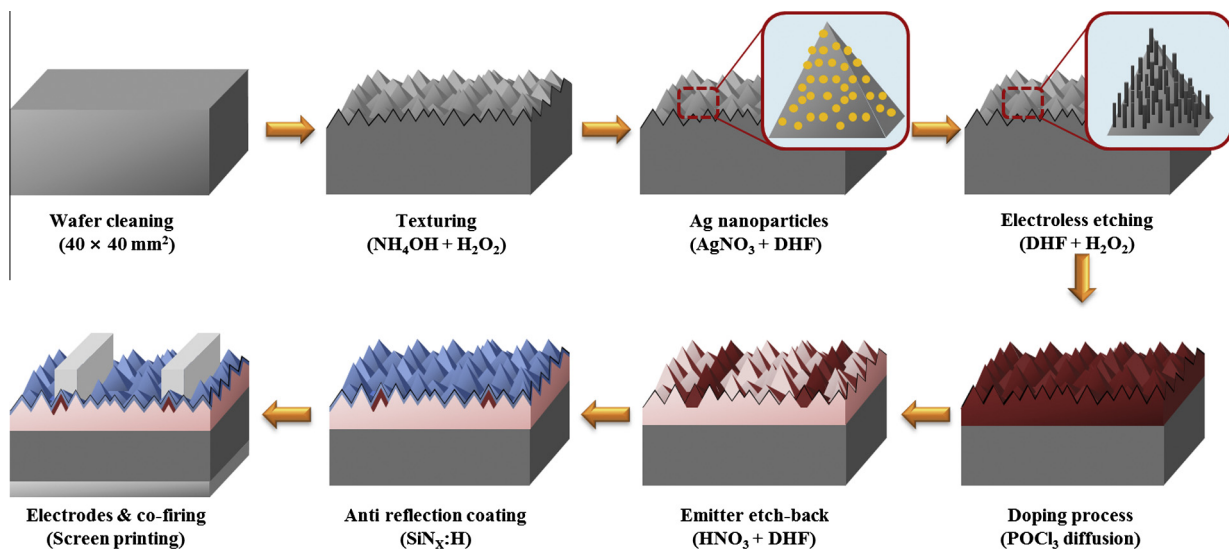 Wafer cleaning
(40 × 40 mm²)
Texturing
(NH₄OH + H₂O₂)
Ag nanoparticles
(AgNO₃ + DHF)
Electroless etching
(DHF + H₂O₂)
Electrodes & co-firing
(Screen printing)
Anti reflection coating
(SiNₓ:H)
Emitter etch-back
(HNO₃ + DHF)
Doping process
(POCl₃ diffusion)